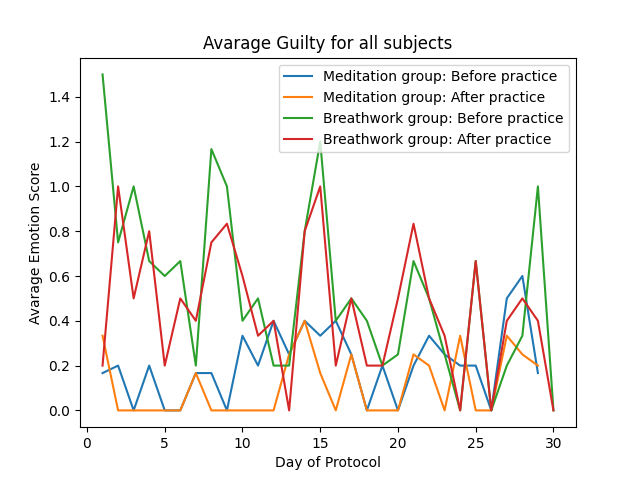 Avarage Guilty for all subjects
Meditation group: Before practice
Meditation group: After practice
Breathwork group: Before practice
Breathwork group: After practice
Avarage Emotion Score
1.4
1.2
1.0
0.8
0.6
0.4
0.2
0.0
0 5 10 15 20 25 30
Day of Protocol